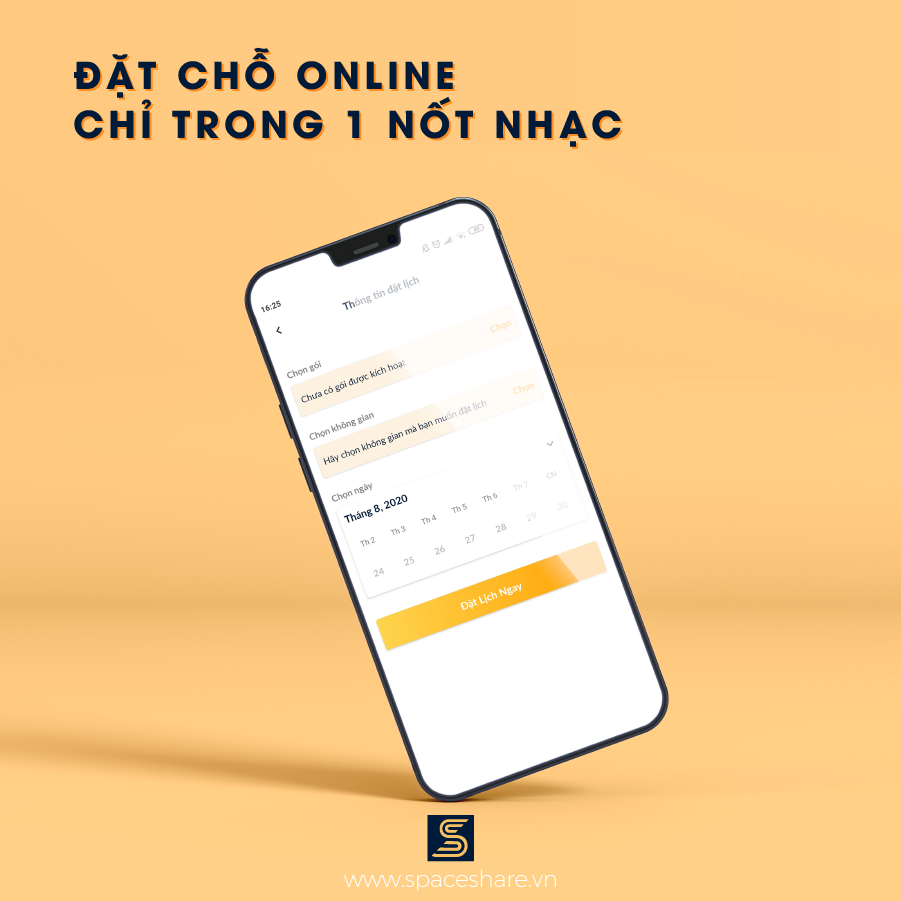 ĐẶT CHỖ ONLINE
CHỈ TRONG 1 NỐT NHẠC
16:25
Thông tin đặt lịch
Chọn gói
Chưa có gói được kích hoạt
Chọn
Chọn không gian
Hãy chọn không gian mà bạn muốn đặt lịch
Chọn
Chọn ngày
Tháng 8, 2020
Th 2 Th 3 Th 4 Th 5 Th 6 Th 7 CN
24 25 26 27 28 29 30
Đặt Lịch Ngay
www.spaceshare.vn